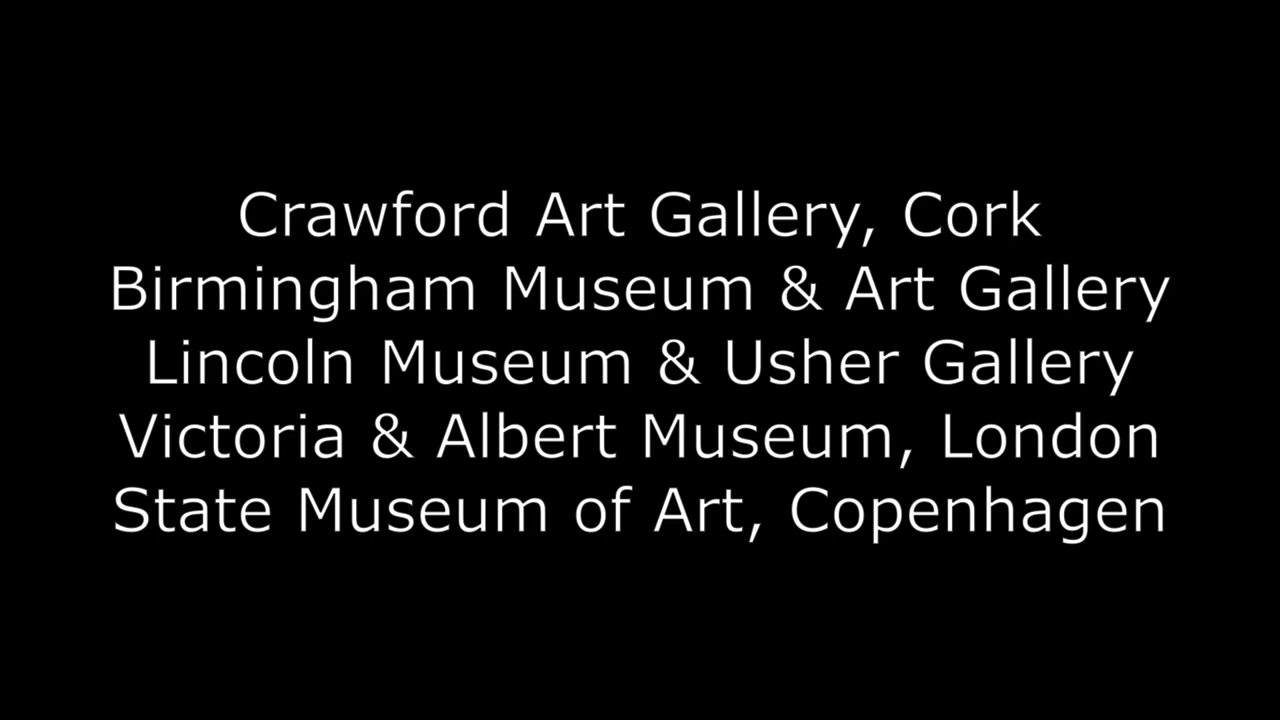 Crawford Art Gallery, Cork
Birmingham Museum & Art Gallery
Lincoln Museum & Usher Gallery
Victoria & Albert Museum, London
State Museum of Art, Copenhagen